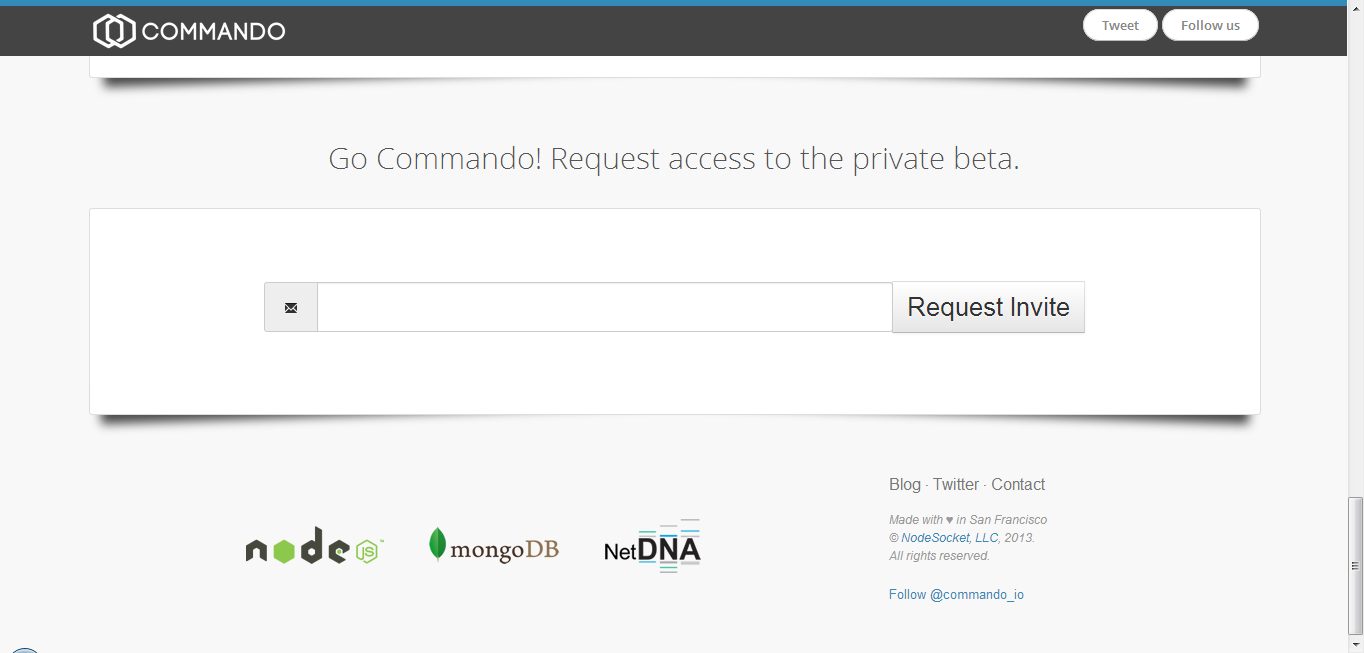 COMMANDO
Tweet
Follow us
Go Commando! Request access to the private beta.
Request Invite
Blog · Twitter · Contact
Made with ♥ in San Francisco
© NodeSocket, LLC, 2013.
All rights reserved.
Follow @commando_io
node JS™
mongoDB
NetDNA